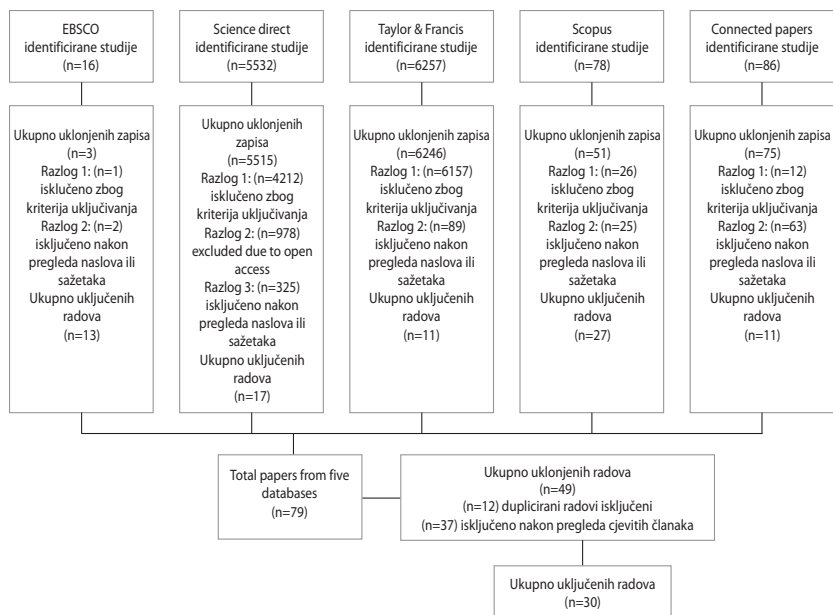 EBSCO
identificirane studije
(n=16)
Science direct
identificirane studije
(n=5532)
Taylor & Francis
identificirane studije
(n=6257)
Scopus
identificirane studije
(n=78)
Connected papers
identificirane studije
(n=86)
Ukupno uklonjenih zapisa
(n=3)
Razlog 1: (n=1)
isključeno zbog
kriterija uključivanja
Razlog 2: (n=2)
isključeno nakon
pregleda naslova ili
sažetaka
Ukupno uključenih
radova
(n=13)
Ukupno uklonjenih
zapisa
(n=5515)
Razlog 1: (n=4212)
isključeno zbog
kriterija uključivanja
Razlog 2: (n=978)
excluded due to open
access
Razlog 3: (n=325)
isključeno nakon
pregleda naslova ili
sažetaka
Ukupno uključenih
radova
(n=17)
Ukupno uklonjenih zapisa
(n=6246)
Razlog 1: (n=6157)
isključeno zbog
kriterija uključivanja
Razlog 2: (n=89)
isključeno nakon
pregleda naslova ili
sažetaka
Ukupno uključenih
radova
(n=11)
Ukupno uklonjenih zapisa
(n=51)
Razlog 1: (n=26)
isključeno zbog
kriterija uključivanja
Razlog 2: (n=25)
isključeno nakon
pregleda naslova ili
sažetaka
Ukupno uključenih
radova
(n=27)
Ukupno uklonjenih zapisa
(n=75)
Razlog 1: (n=12)
isključeno zbog
kriterija uključivanja
Razlog 2: (n=63)
isključeno nakon
pregleda naslova ili
sažetaka
Ukupno uključenih
radova
(n=11)
Total papers from five
databases
(n=79)
Ukupno uklonjenih radova
(n=49)
(n=12) duplicirani radovi isključeni
(n=37) isključeno nakon pregleda cjevitih članaka
Ukupno uključenih radova
(n=30)